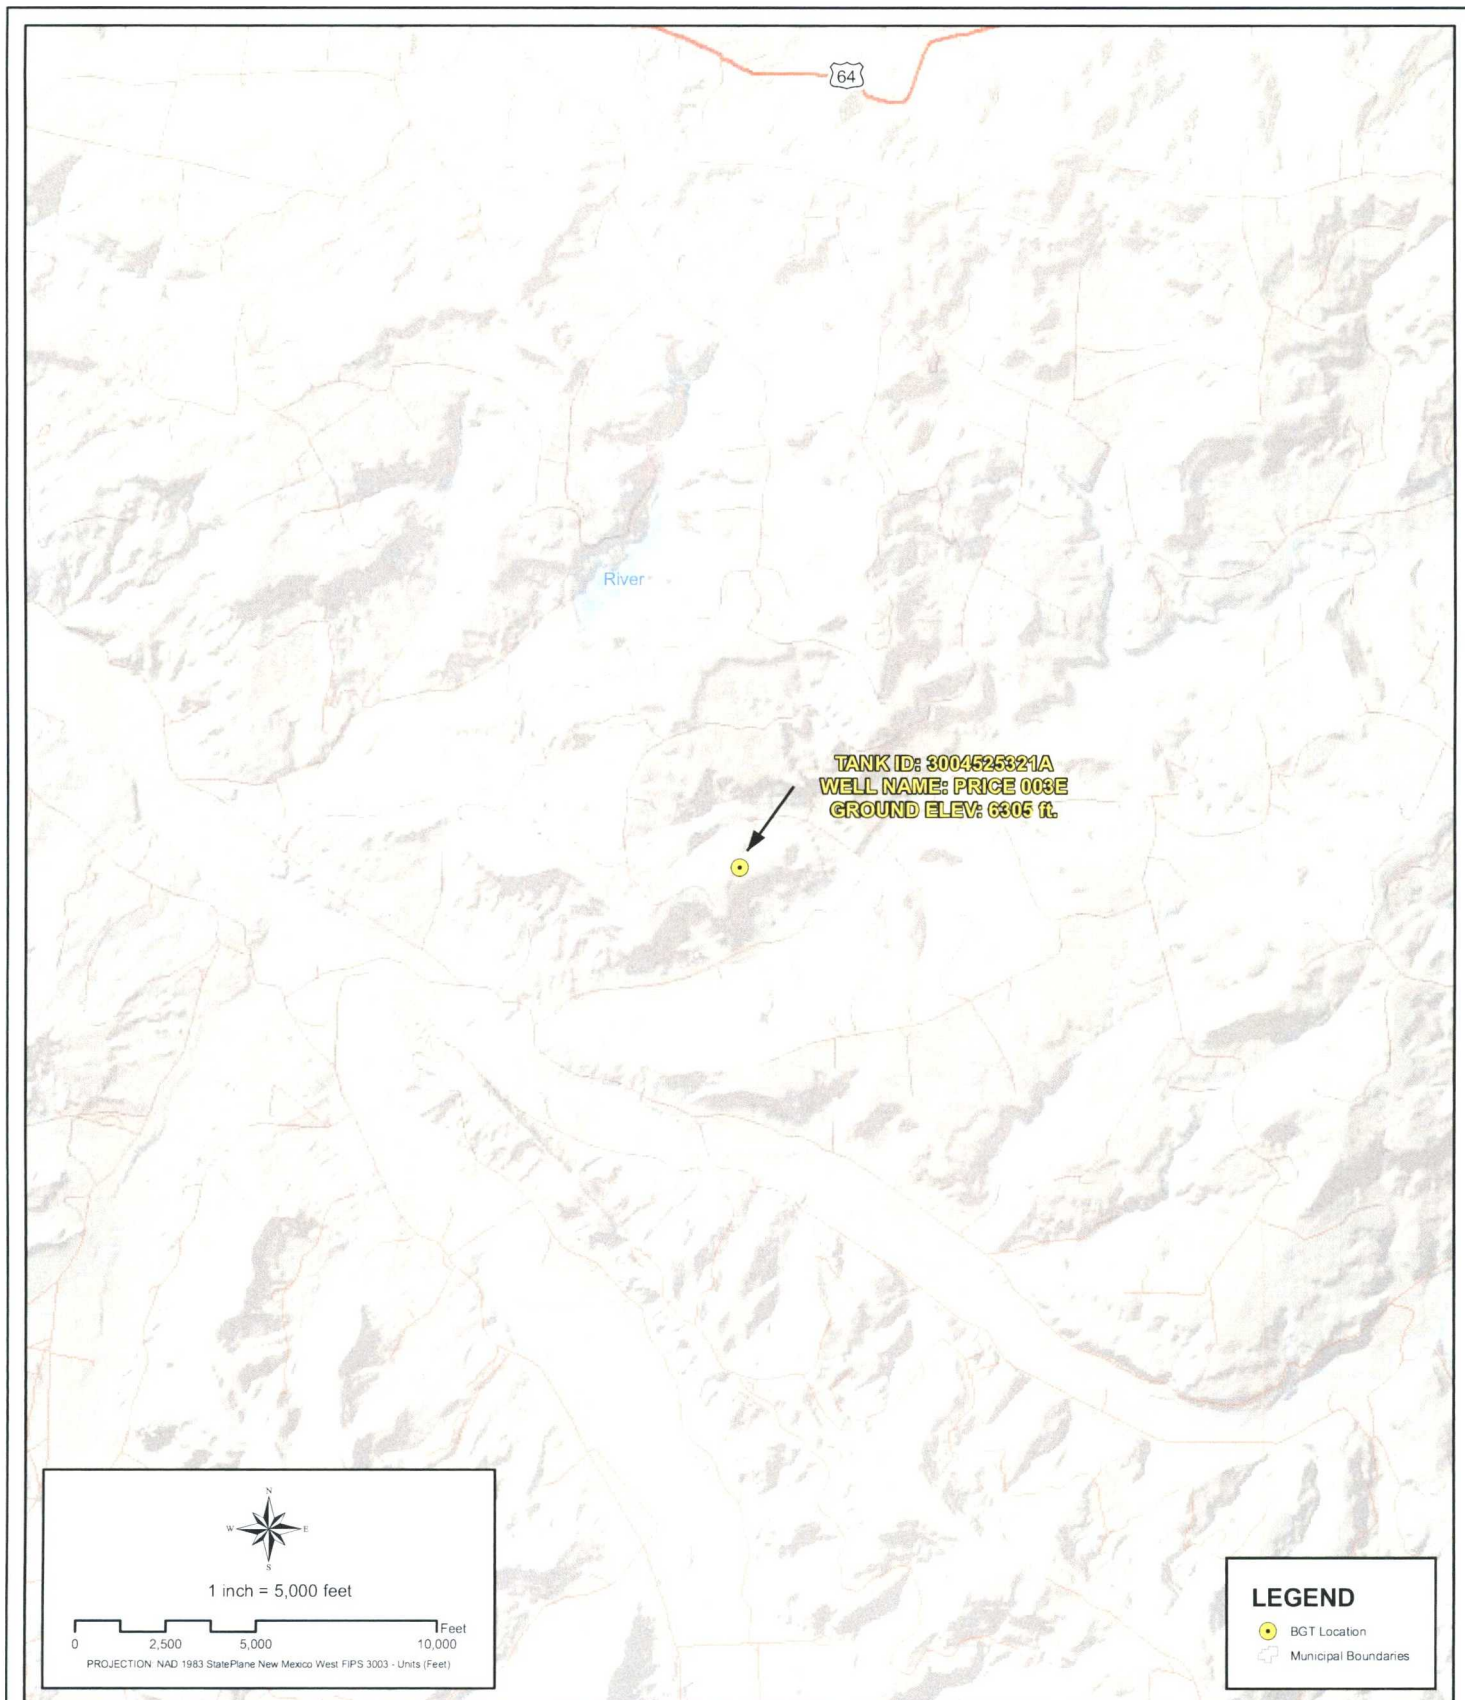 64
River
TANK ID: 3004525321A
WELL NAME: PRICE 003E
GROUND ELEV: 6305 ft.
N
W
E
S
1 inch = 5,000 feet
Feet
0
2,500
5,000
10,000
PROJECTION: NAD 1983 StatePlane New Mexico West FIPS 3003 - Units (Feet)
LEGEND
BGT Location
Municipal Boundaries